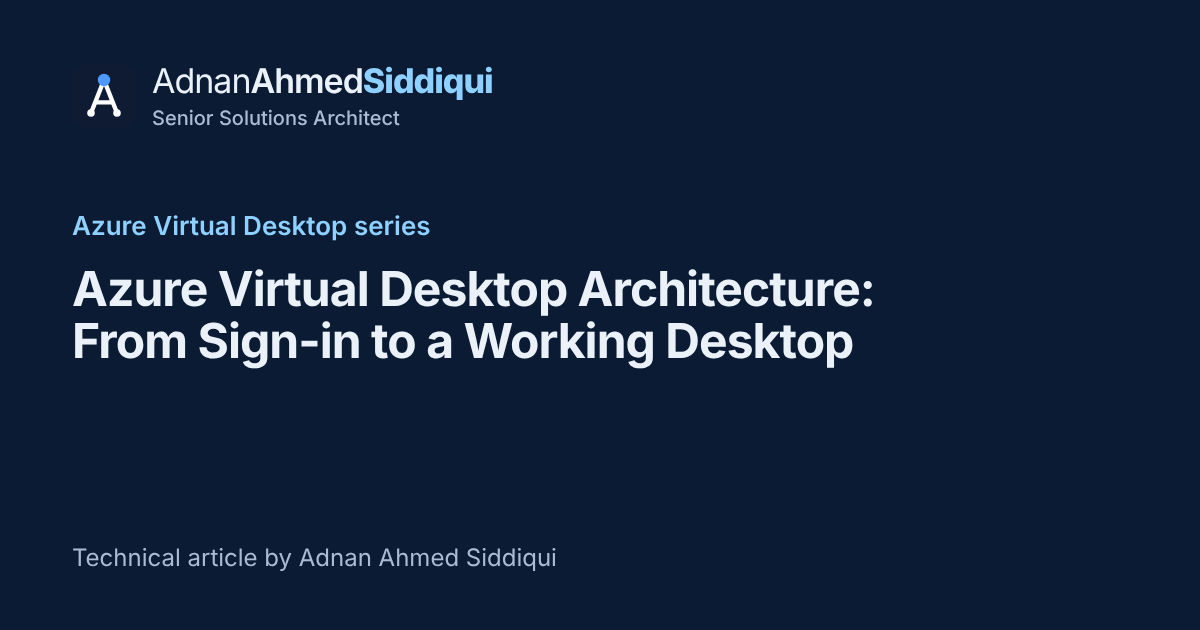 AdnanAhmedSiddiqui
Senior Solutions Architect
Azure Virtual Desktop series
Azure Virtual Desktop Architecture:
From Sign-in to a Working Desktop
Technical article by Adnan Ahmed Siddiqui